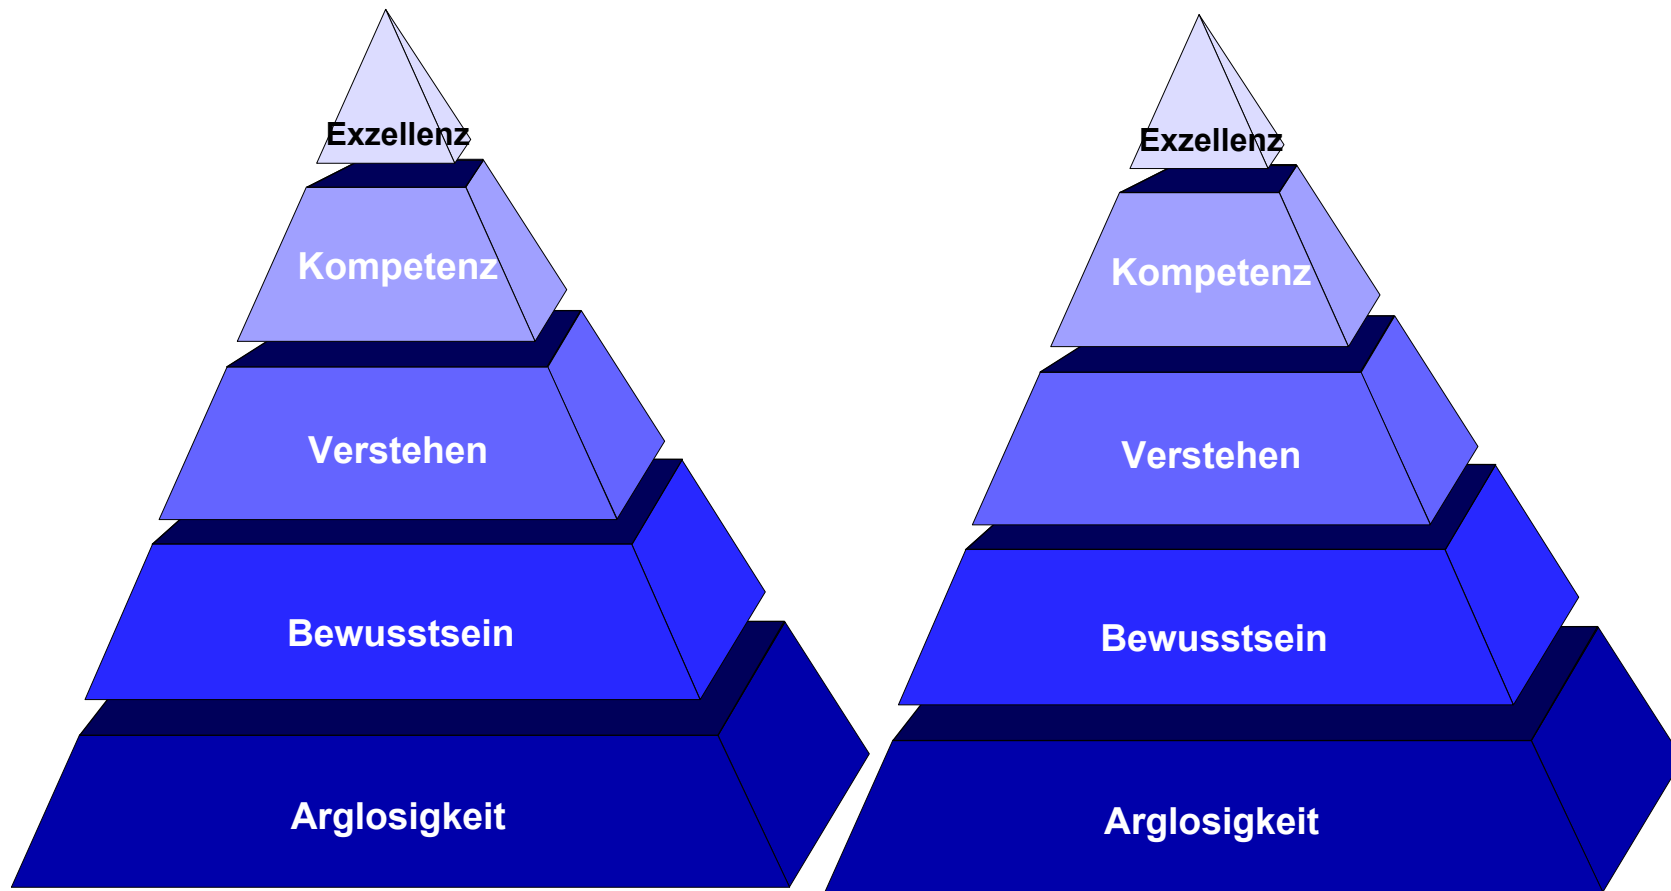 Exzellenz
Kompetenz
Verstehen
Bewusstsein
Arglosigkeit
Exzellenz
Kompetenz
Verstehen
Bewusstsein
Arglosigkeit